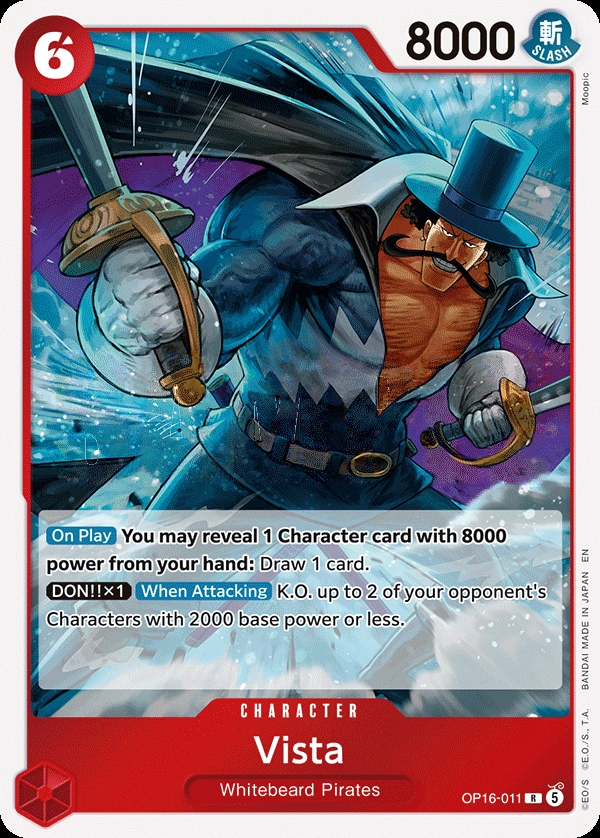 6
8000
斬
SLASH
Moopic
On Play You may reveal 1 Character card with 8000
power from your hand: Draw 1 card.
DON!!×1 When Attacking K.O. up to 2 of your opponent's
Characters with 2000 base power or less.
CHARACTER
Vista
Whitebeard Pirates
OP16-011 R 5
©E.O/S ©E.O./S., T.A. BANDAI MADE IN JAPAN EN